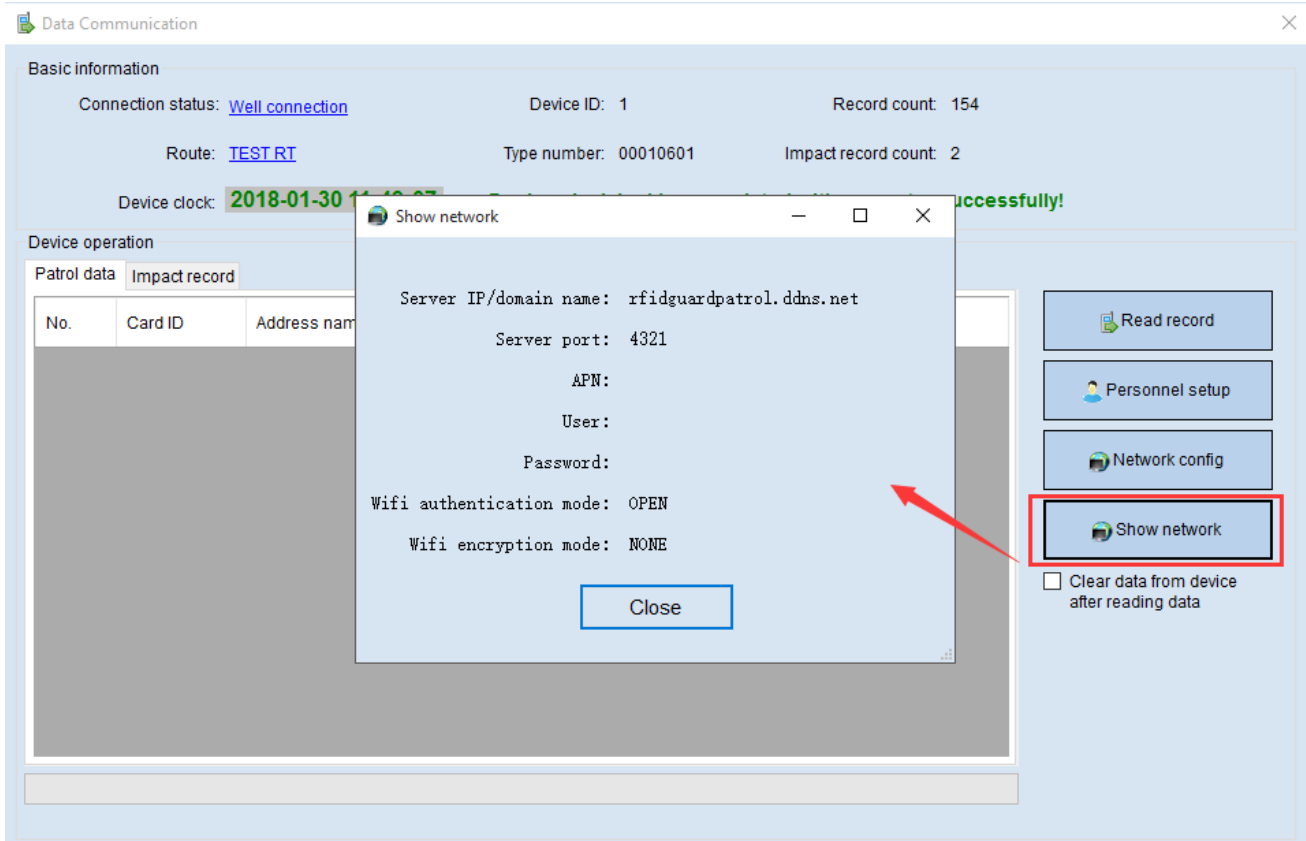 Data Communication
Basic information
Connection status: Well connection Device ID: 1 Record count: 154
Route: TEST RT Type number: 00010601 Impact record count: 2
Device clock: 2018-01-30 uccessfully!
Show network
Device operation
Patrol data Impact record
No. Card ID Address nam
Server IP/domain name: rfidguardpatrol.ddns.net
Server port: 4321
APN:
User:
Password:
Wifi authentication mode: OPEN
Wifi encryption mode: NONE
Close
Read record
Personnel setup
Network config
Show network
Clear data from device
after reading data